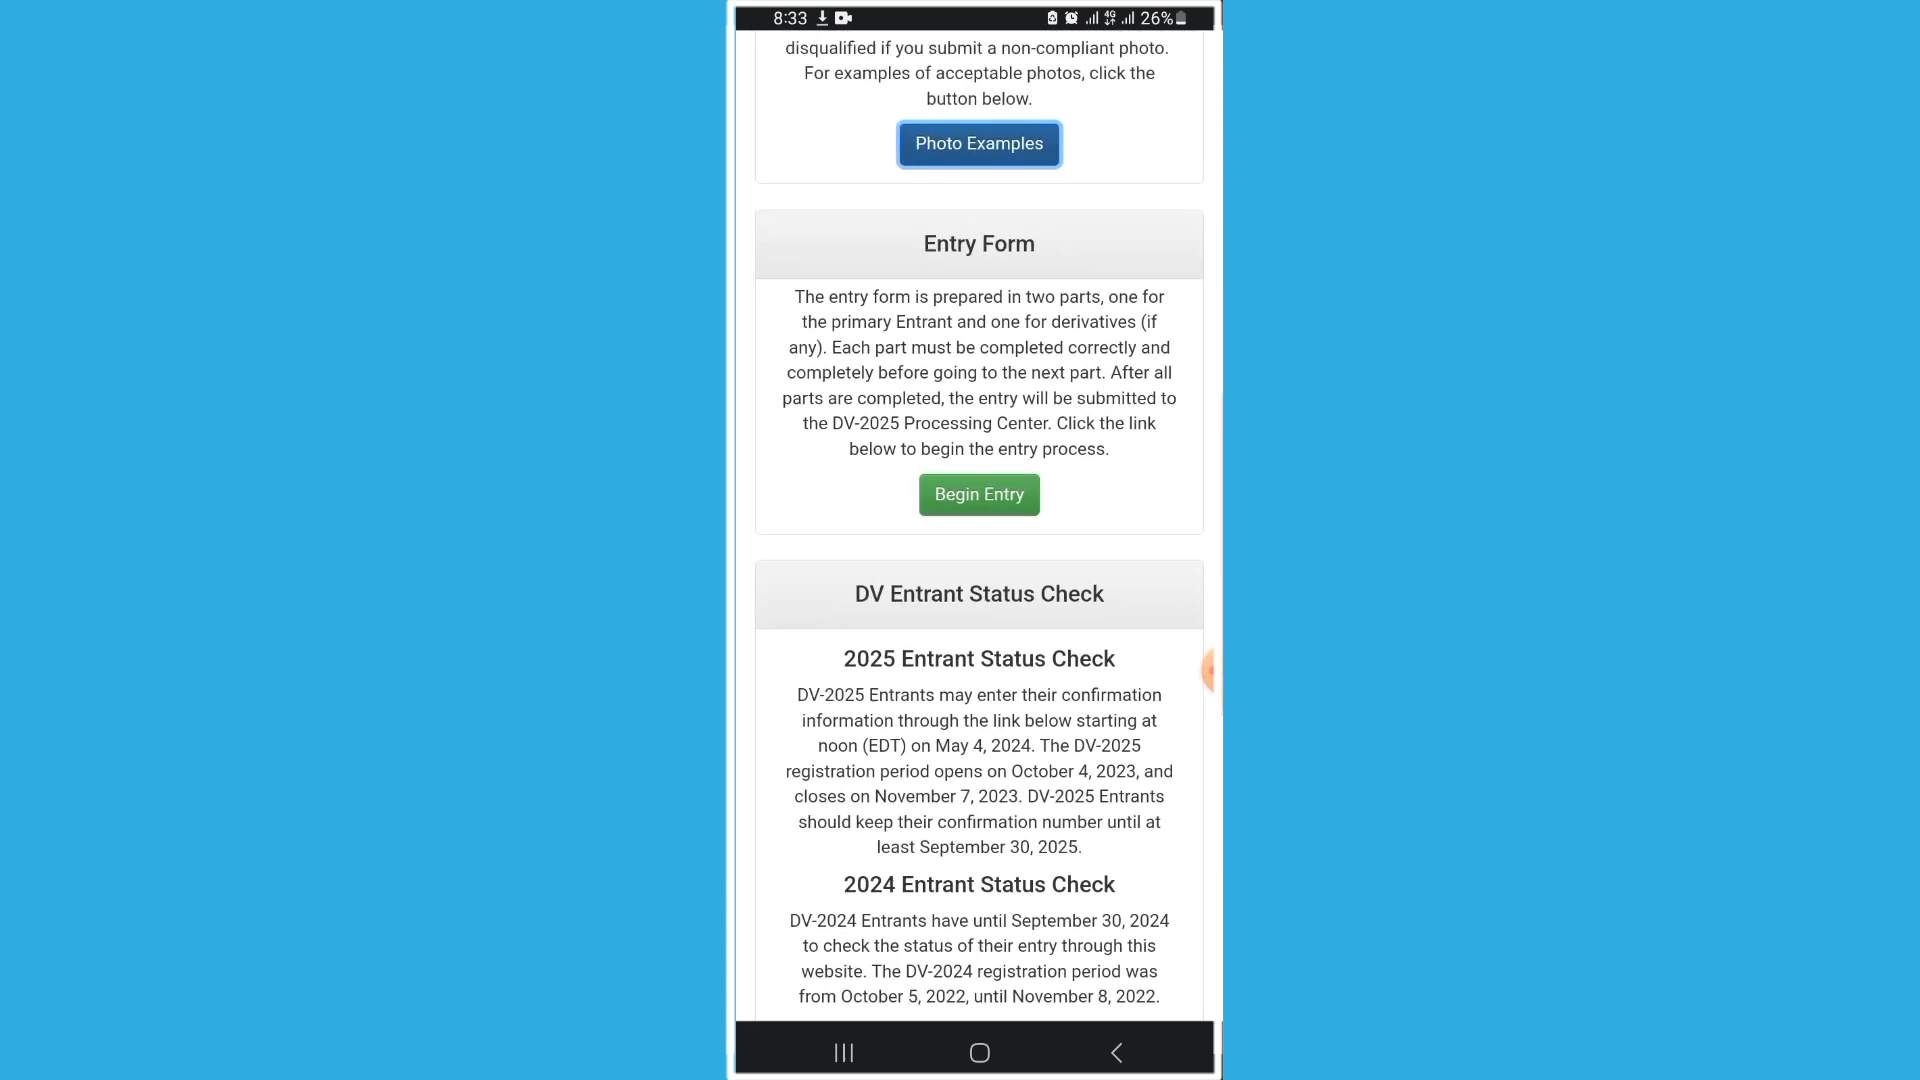 8:33
4G
26%
disqualified if you submit a non-compliant photo.
For examples of acceptable photos, click the
button below.
Photo Examples
Entry Form
The entry form is prepared in two parts, one for
the primary Entrant and one for derivatives (if
any). Each part must be completed correctly and
completely before going to the next part. After all
parts are completed, the entry will be submitted to
the DV-2025 Processing Center. Click the link
below to begin the entry process.
Begin Entry
DV Entrant Status Check
2025 Entrant Status Check
DV-2025 Entrants may enter their confirmation
information through the link below starting at
noon (EDT) on May 4, 2024. The DV-2025
registration period opens on October 4, 2023, and
closes on November 7, 2023. DV-2025 Entrants
should keep their confirmation number until at
least September 30, 2025.
2024 Entrant Status Check
DV-2024 Entrants have until September 30, 2024
to check the status of their entry through this
website. The DV-2024 registration period was
from October 5, 2022, until November 8, 2022.